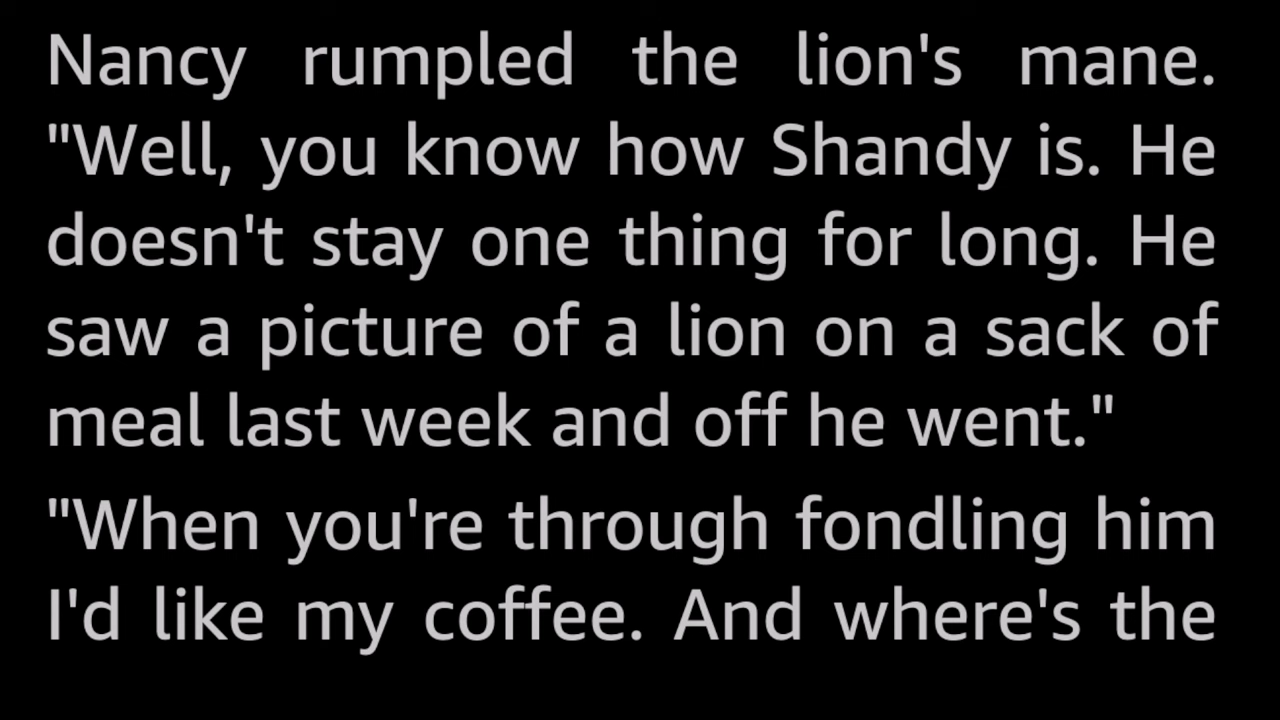 Nancy rumpled the lion's mane.
"Well, you know how Shandy is. He
doesn't stay one thing for long. He
saw a picture of a lion on a sack of
meal last week and off he went."
"When you're through fondling him
I'd like my coffee. And where's the